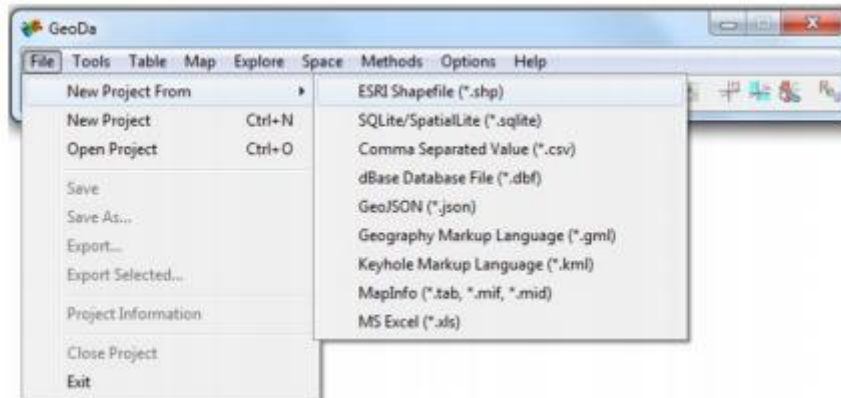 GeoDa
File Tools Table Map Explore Space Methods Options Help
New Project From
New Project Ctrl+N
Open Project Ctrl+O
Save
Save As...
Export...
Export Selected...
Project Information
Close Project
Exit
ESRI Shapefile (*.shp)
SQLite/SpatialLite (*.sqlite)
Comma Separated Value (*.csv)
dBase Database File (*.dbf)
GeoJSON (*.json)
Geography Markup Language (*.gml)
Keyhole Markup Language (*.kml)
MapInfo (*.tab, *.mif, *.mid)
MS Excel (*.xls)